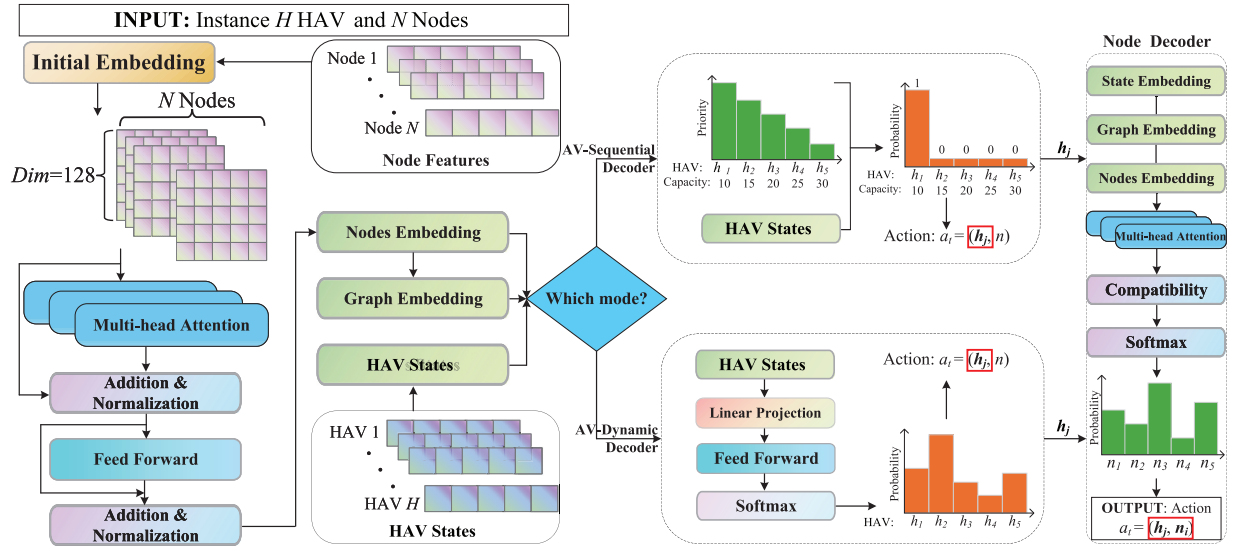 INPUT: Instance H HAV and N Nodes
Initial Embedding
N Nodes
Dim=128
Multi-head Attention
Addition &
Normalization
Feed Forward
Addition &
Normalization
Node 1
Node N
Node Features
Nodes Embedding
Graph Embedding
HAV States
HAV 1
HAV H
HAV States
Which mode?
AV-Sequential
Decoder
AV-Dynamic
Decoder
Priority
HAV: h1 h2 h3 h4 h5
Capacity: 10 15 20 25 30
HAV States
Probability
1
0 0 0 0
HAV: h1 h2 h3 h4 h5
Capacity: 10 15 20 25 30
Action: at = (hj, n)
hj
HAV States
Linear Projection
Feed Forward
Softmax
Action: at = (hj, n)
Probability
HAV: h1 h2 h3 h4 h5
hj
Node Decoder
State Embedding
Graph Embedding
Nodes Embedding
Multi-head Attention
Compatibility
Softmax
Probability
n1 n2 n3 n4 n5
OUTPUT: Action
at = (hj, ni)